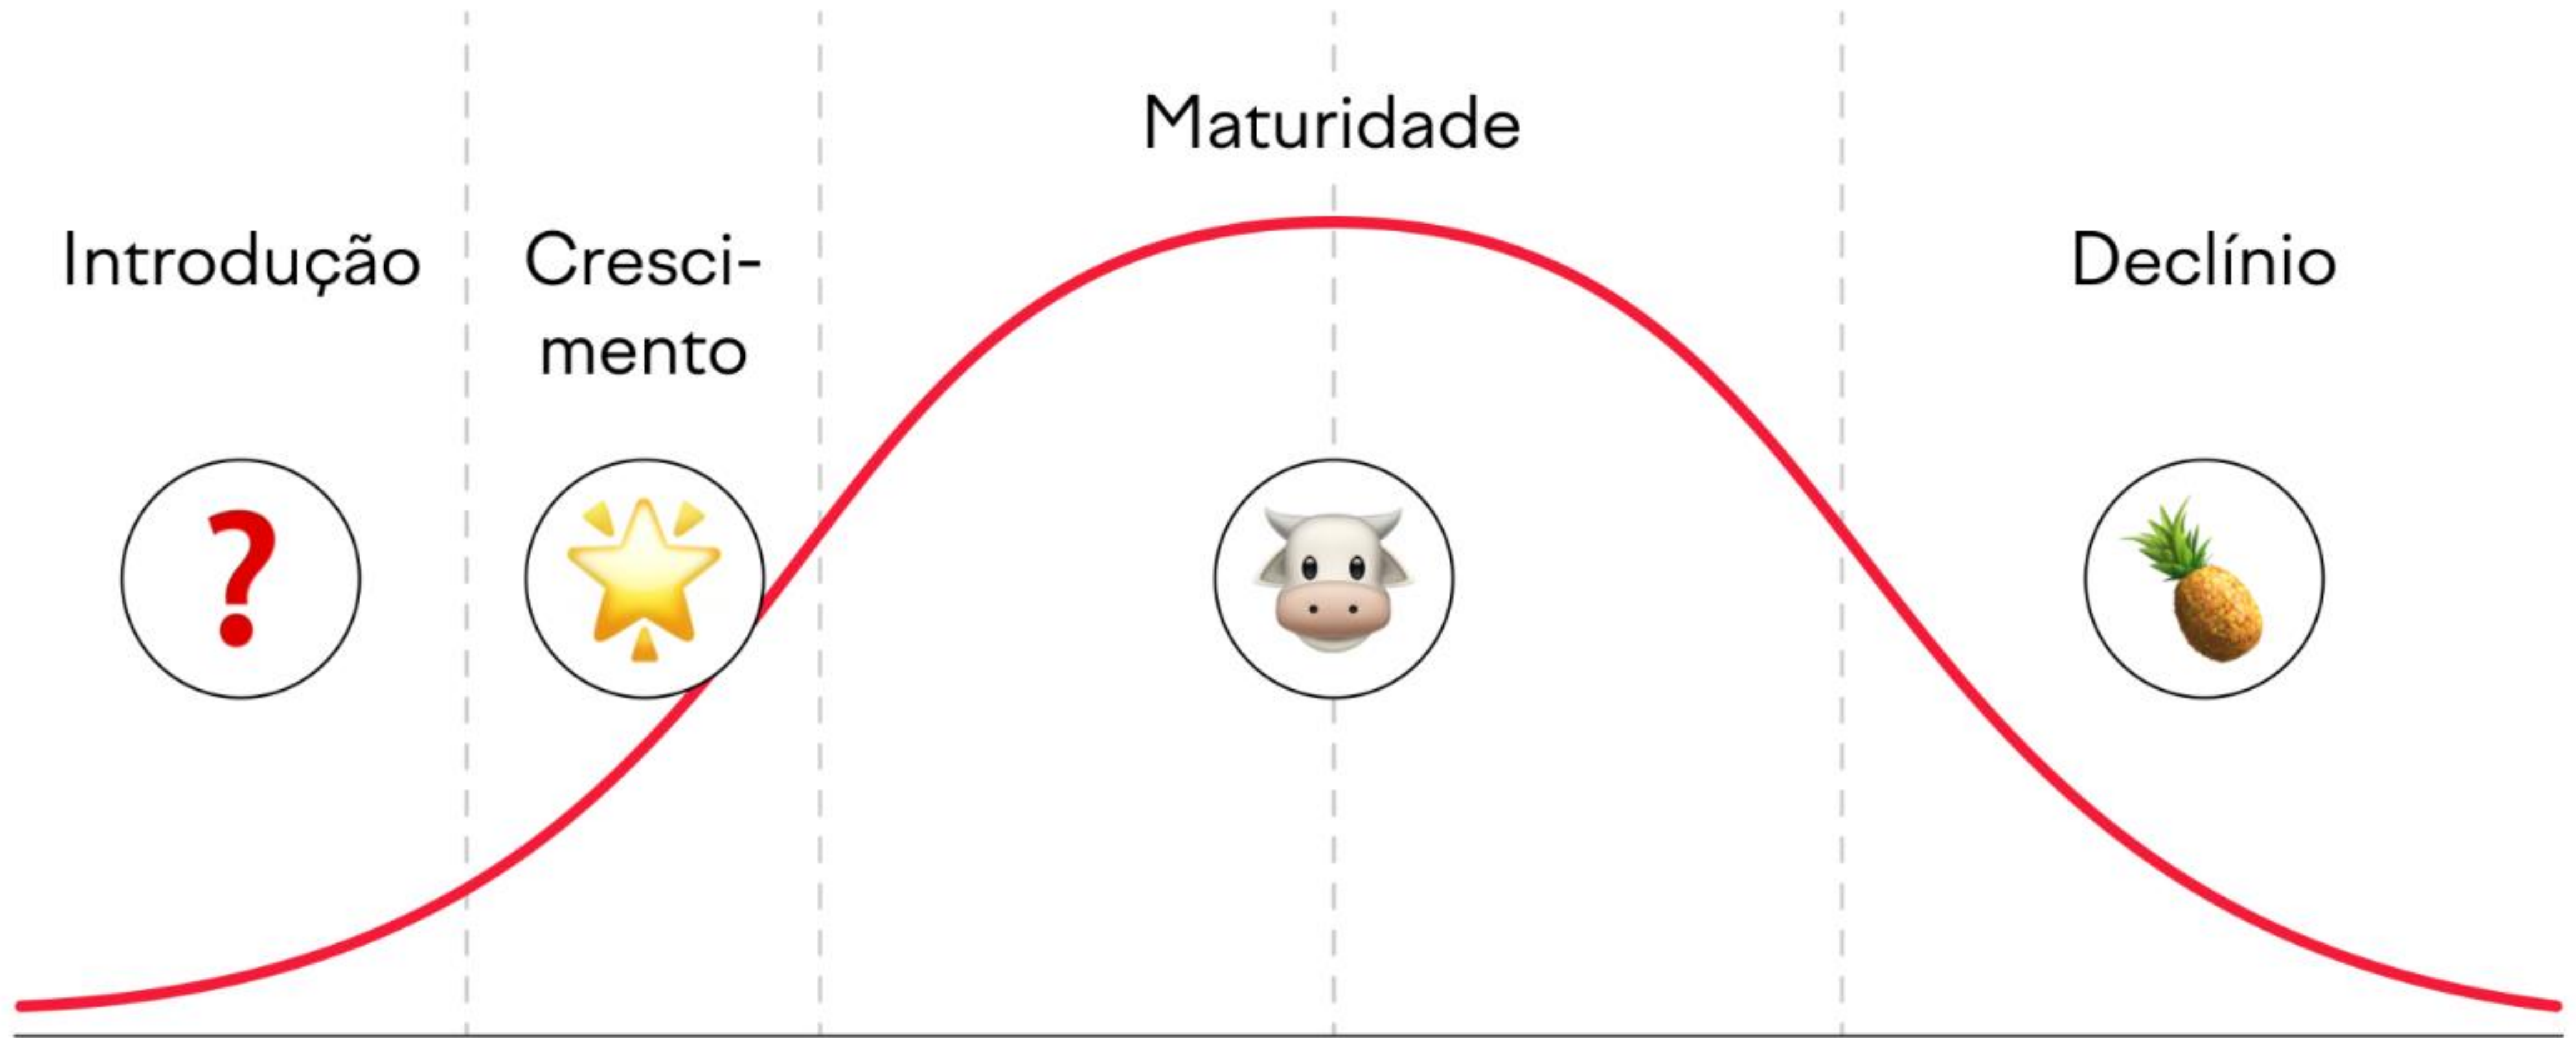 Introdução
Cresci-
mento
Maturidade
Declínio
?